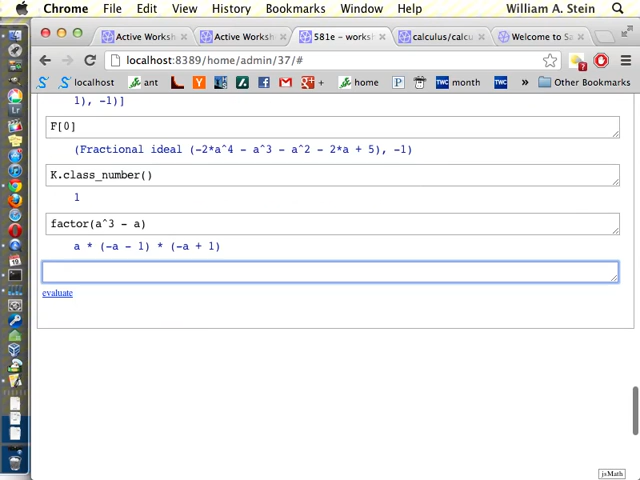 Chrome File Edit View History Bookmarks Window Help William A. Stein
Active Worksh Active Worksh 581e – worksh calculus/calcu Welcome to Sa
localhost:8389/home/admin/37/#
localhost ant home g+ month week Other Bookmarks
1), -1)]
F[0]
(Fractional ideal (-2*a^4 - a^3 - a^2 - 2*a + 5), -1)
K.class_number()
1
factor(a^3 - a)
a * (-a - 1) * (-a + 1)
evaluate
jsMath